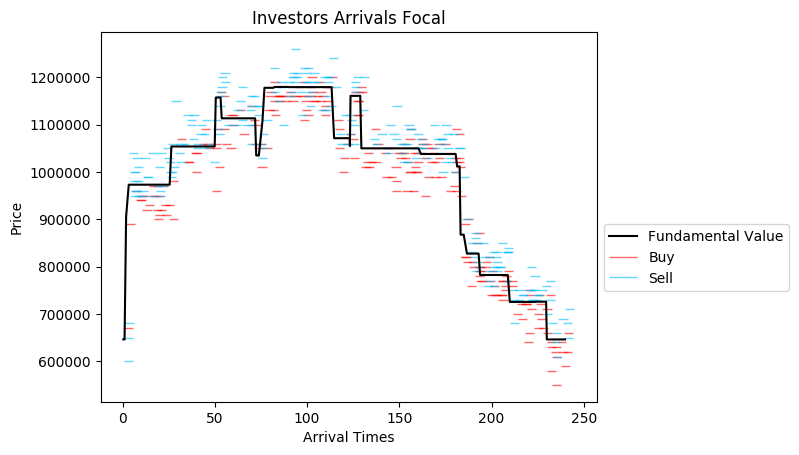 Investors Arrivals Focal
Price
1200000
1100000
1000000
900000
800000
700000
600000
0 50 100 150 200 250
Arrival Times
Fundamental Value
Buy
Sell